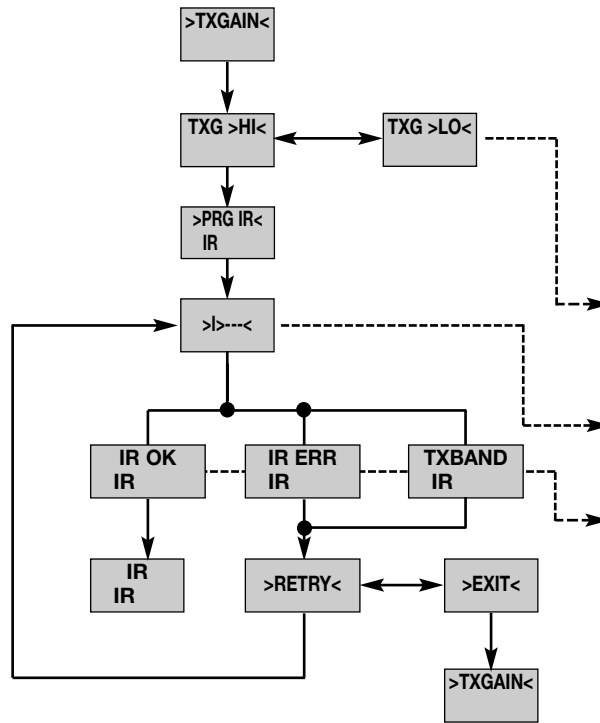 >TXGAIN<
TXG >HI<
TXG >LO<
>PRG IR<
IR
>I>---<
IR OK
IR
IR ERR
IR
TXBAND
IR
IR
IR
>RETRY<
>EXIT<
>TXGAIN<